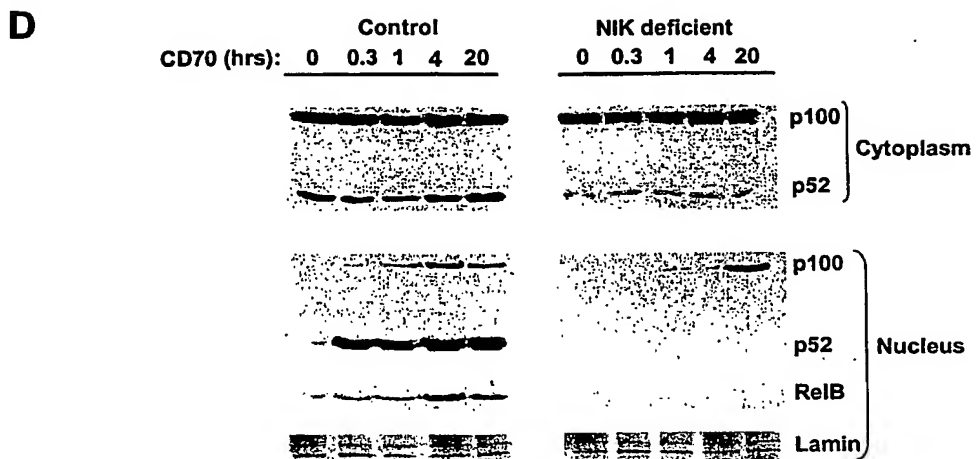 D
Control NIK deficient
CD70 (hrs): 0 0.3 1 4 20 0 0.3 1 4 20
p100
Cytoplasm
p52
p100
p52
Nucleus
RelB
Lamin